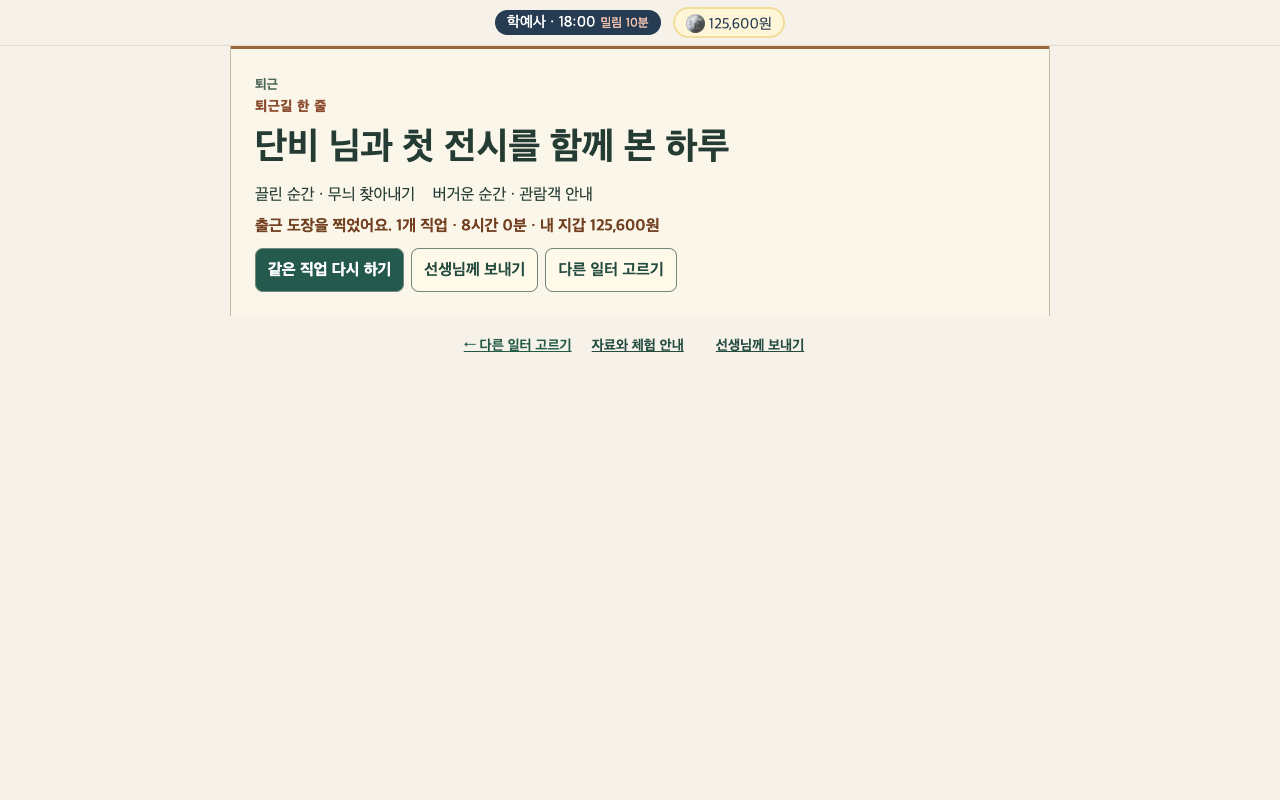 학예사 · 18:00 밀림 10분
125,600원
퇴근
퇴근길 한 줄
단비 님과 첫 전시를 함께 본 하루
끌린 순간 · 무늬 찾아내기 버거운 순간 · 관람객 안내
출근 도장을 찍었어요. 1개 직업 · 8시간 0분 · 내 지갑 125,600원
같은 직업 다시 하기 선생님께 보내기 다른 일터 고르기
← 다른 일터 고르기 자료와 체험 안내 선생님께 보내기